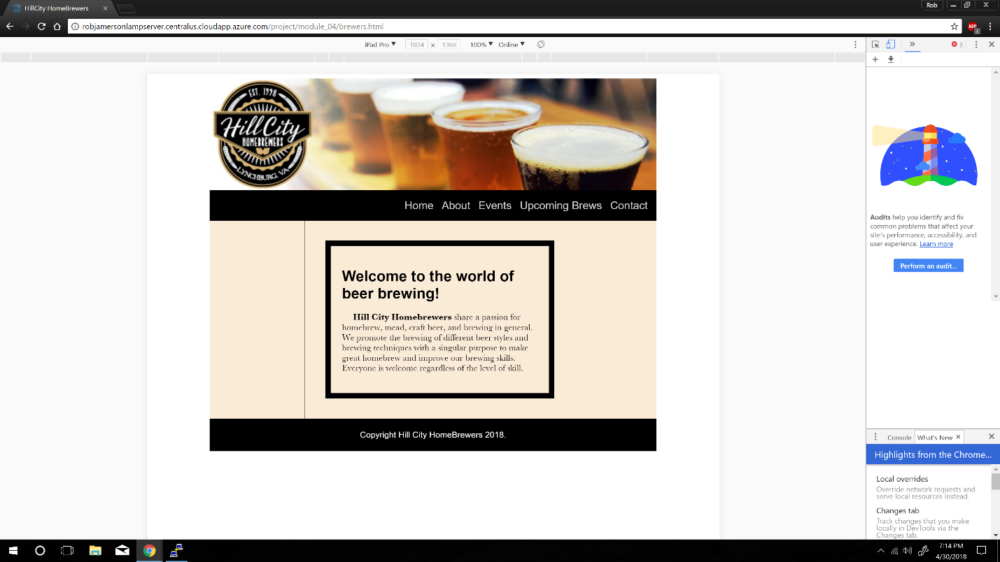 HillCity HomeBrewers
Rob
robjamersonlampserver.centralus.cloudapp.azure.com/project/module_04/brewers.html
ABP
1
iPad Pro ▼ 1024 x 1366 100% ▼ Online ▼
2
EST. 1998
Hill City
HOMEBREWERS
LYNCHBURG, VA
Home About Events Upcoming Brews Contact
Welcome to the world of
beer brewing!
Hill City Homebrewers share a passion for
homebrew, mead, craft beer, and brewing in general.
We promote the brewing of different beer styles and
brewing techniques with a singular purpose to make
great homebrew and improve our brewing skills.
Everyone is welcome regardless of the level of skill.
Copyright Hill City HomeBrewers 2018.
Audits help you identify and fix
common problems that affect your
site's performance, accessibility, and
user experience. Learn more
Perform an audit...
Console What's New
Highlights from the Chrome...
Local overrides
Override network requests and
serve local resources instead.
Changes tab
Track changes that you make
locally in DevTools via the
Changes tab.
7:14 PM
4/30/2018